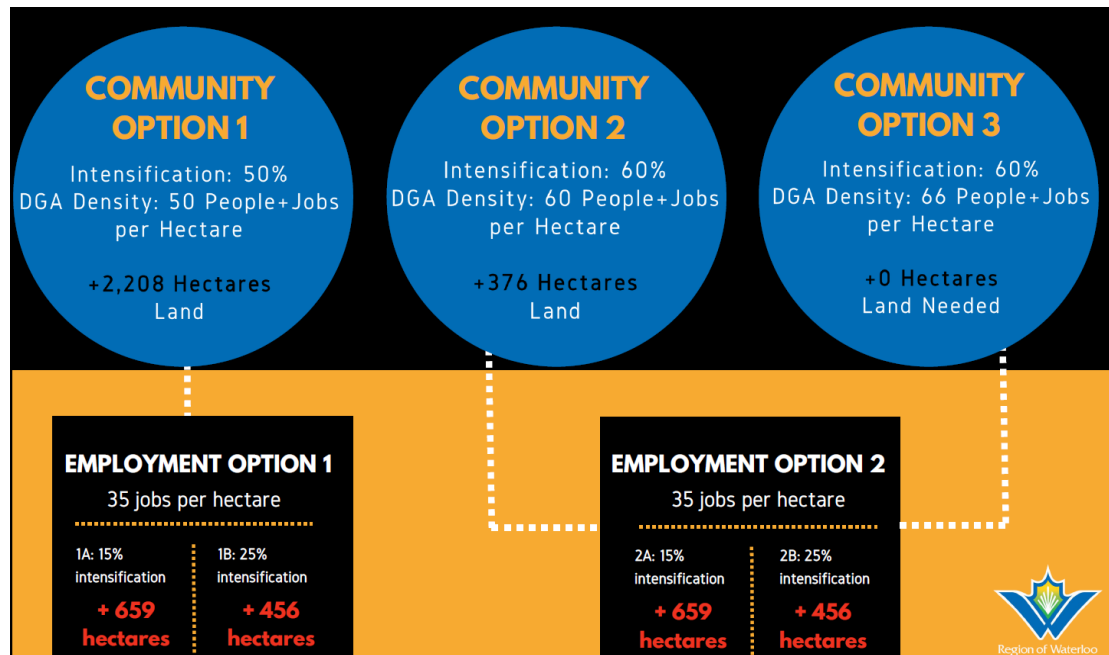 COMMUNITY
OPTION 1
Intensification: 50%
DGA Density: 50 People+Jobs
per Hectare
+2,208 Hectares
Land
COMMUNITY
OPTION 2
Intensification: 60%
DGA Density: 60 People+Jobs
per Hectare
+376 Hectares
Land
COMMUNITY
OPTION 3
Intensification: 60%
DGA Density: 66 People+Jobs
per Hectare
+0 Hectares
Land Needed
EMPLOYMENT OPTION 1
35 jobs per hectare
1A: 15%
intensification
+ 659
hectares
1B: 25%
intensification
+ 456
hectares
EMPLOYMENT OPTION 2
35 jobs per hectare
2A: 15%
intensification
+ 659
hectares
2B: 25%
intensification
+ 456
hectares
Region of Waterloo